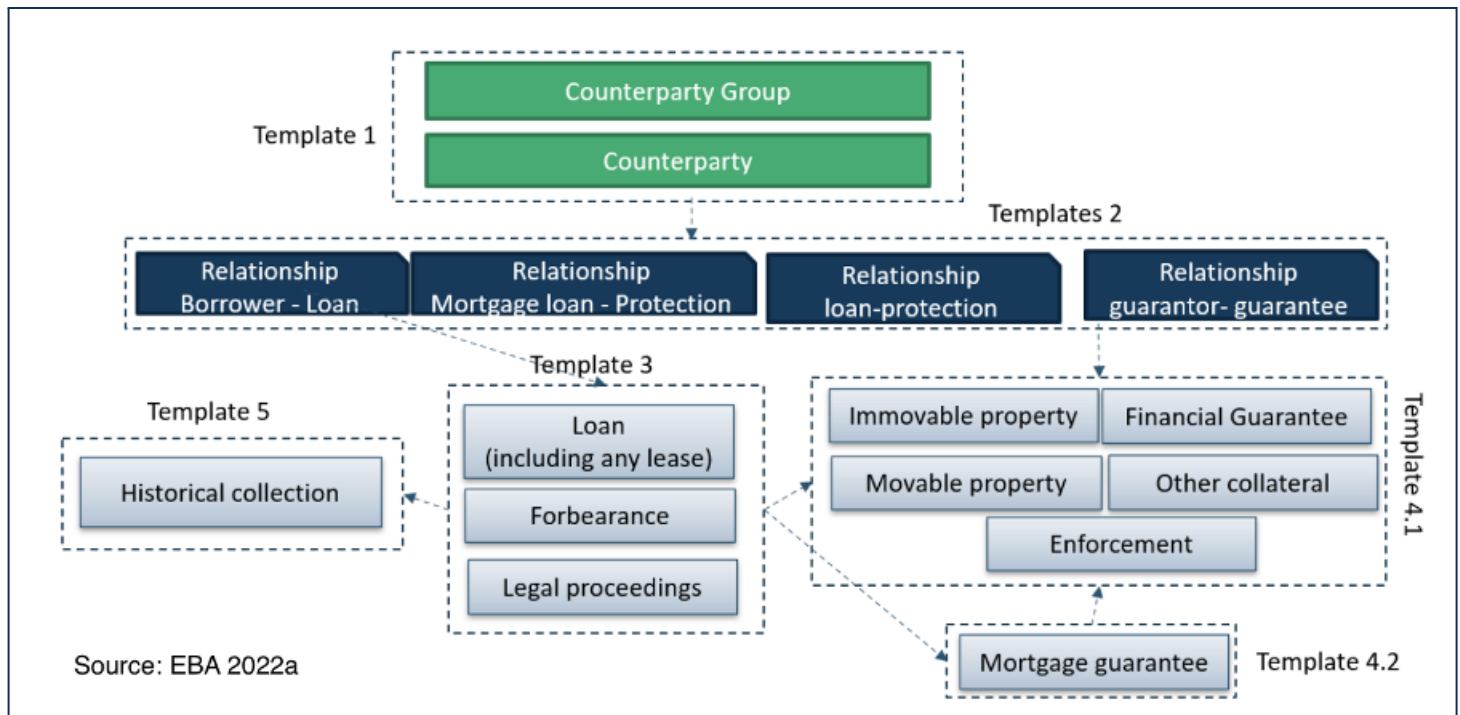 Counterparty Group
Template 1
Counterparty
Templates 2
Relationship
Borrower - Loan
Relationship
Mortgage loan - Protection
Relationship
loan-protection
Relationship
guarantor- guarantee
Template 3
Loan
(including any lease)
Forbearance
Legal proceedings
Template 5
Historical collection
Immovable property
Financial Guarantee
Movable property
Other collateral
Enforcement
Template 4.1
Mortgage guarantee
Template 4.2
Source: EBA 2022a